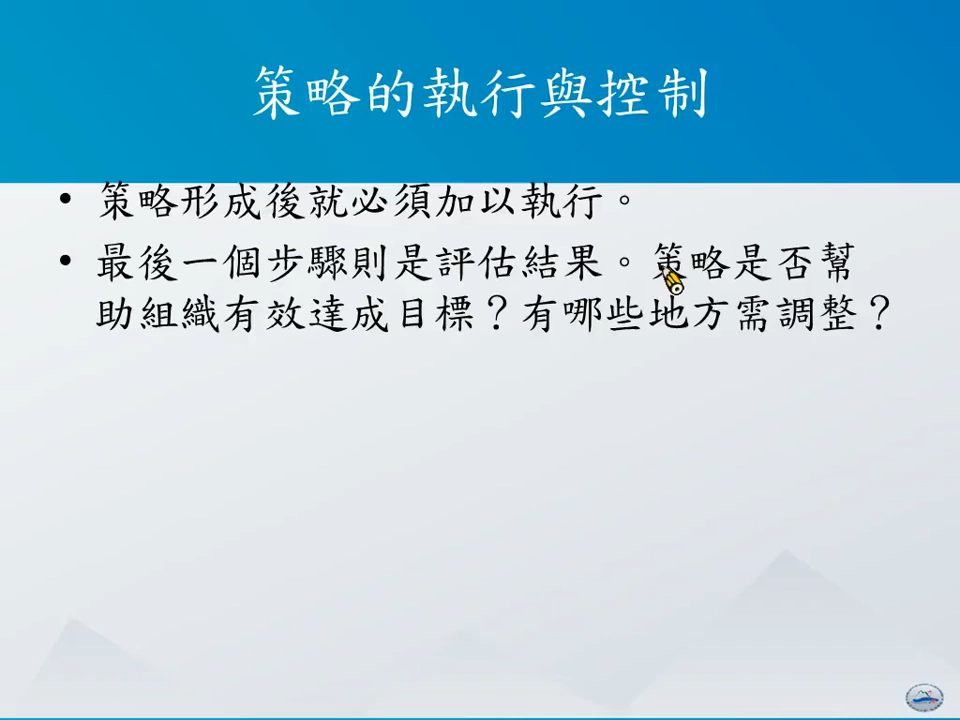 策略的執行與控制
• 策略形成後就必須加以執行。
• 最後一個步驟則是評估結果。策略是否幫
助組織有效達成目標？有哪些地方需調整？